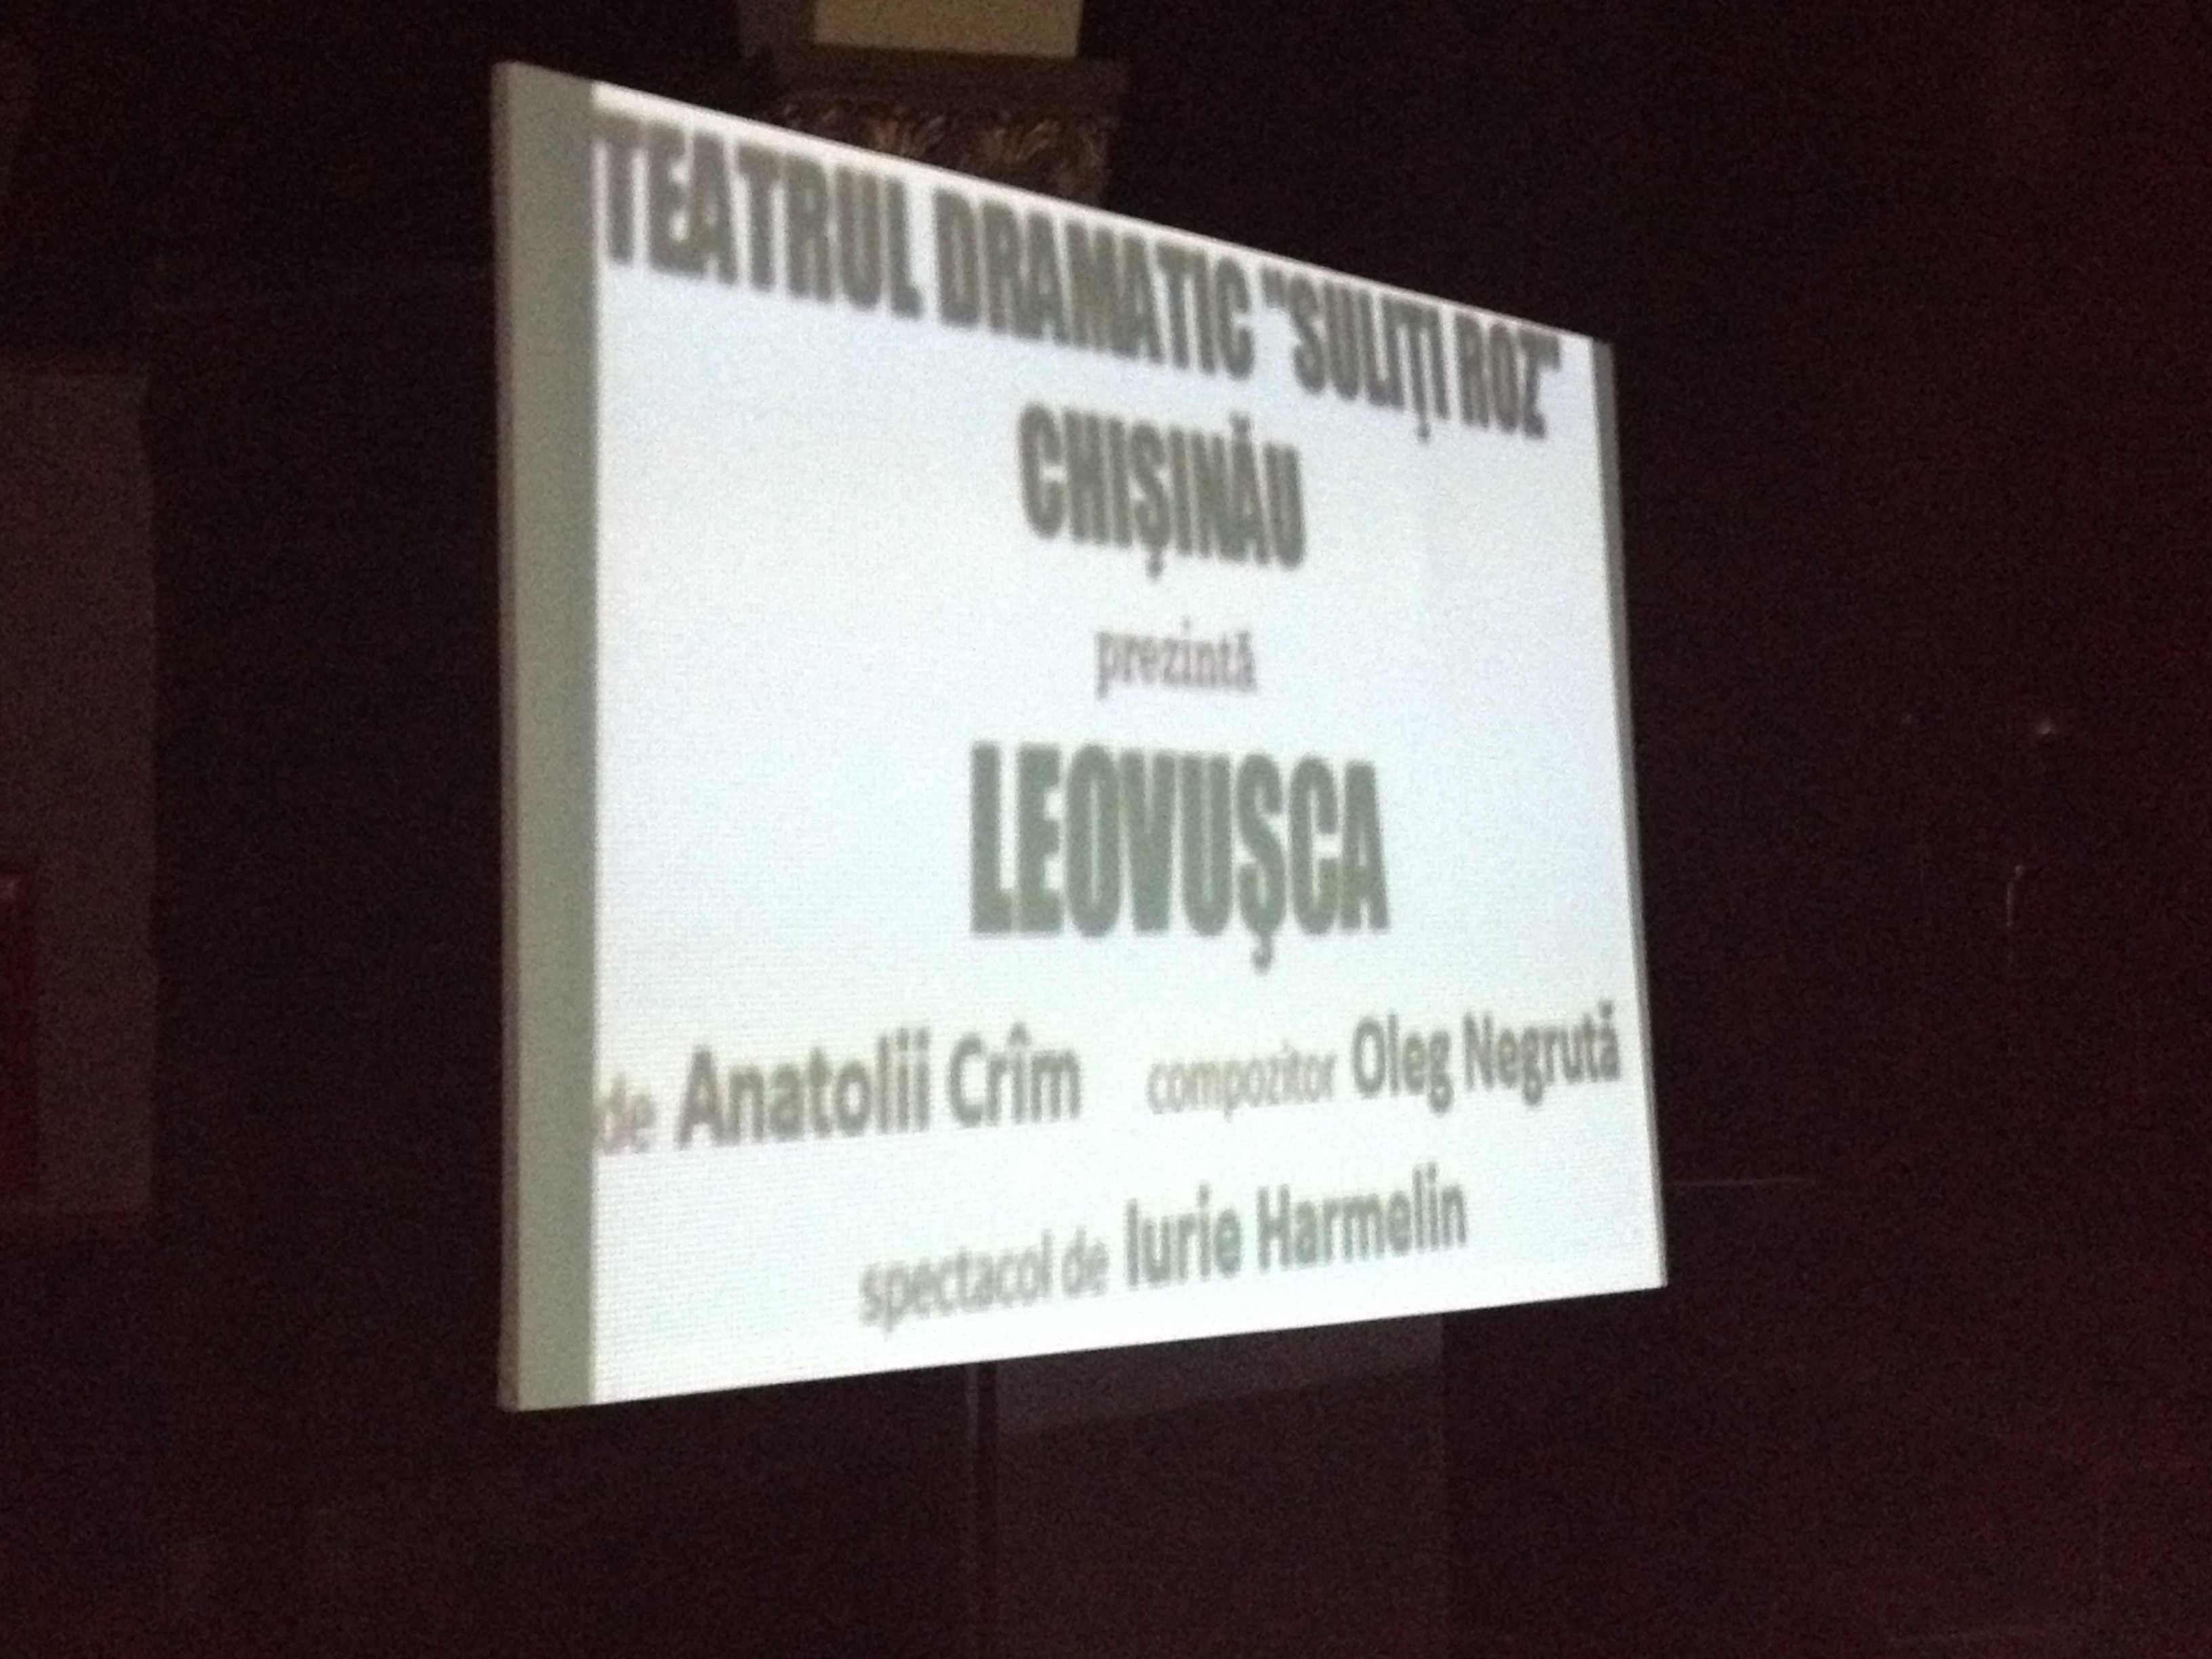 TEATRUL DRAMATIC "SULIȚI ROZ"
CHIȘINĂU
prezintă
LEOVUȘCA
de Anatolii Crîm compozitor Oleg Negrută
spectacol de Iurie Harmelin